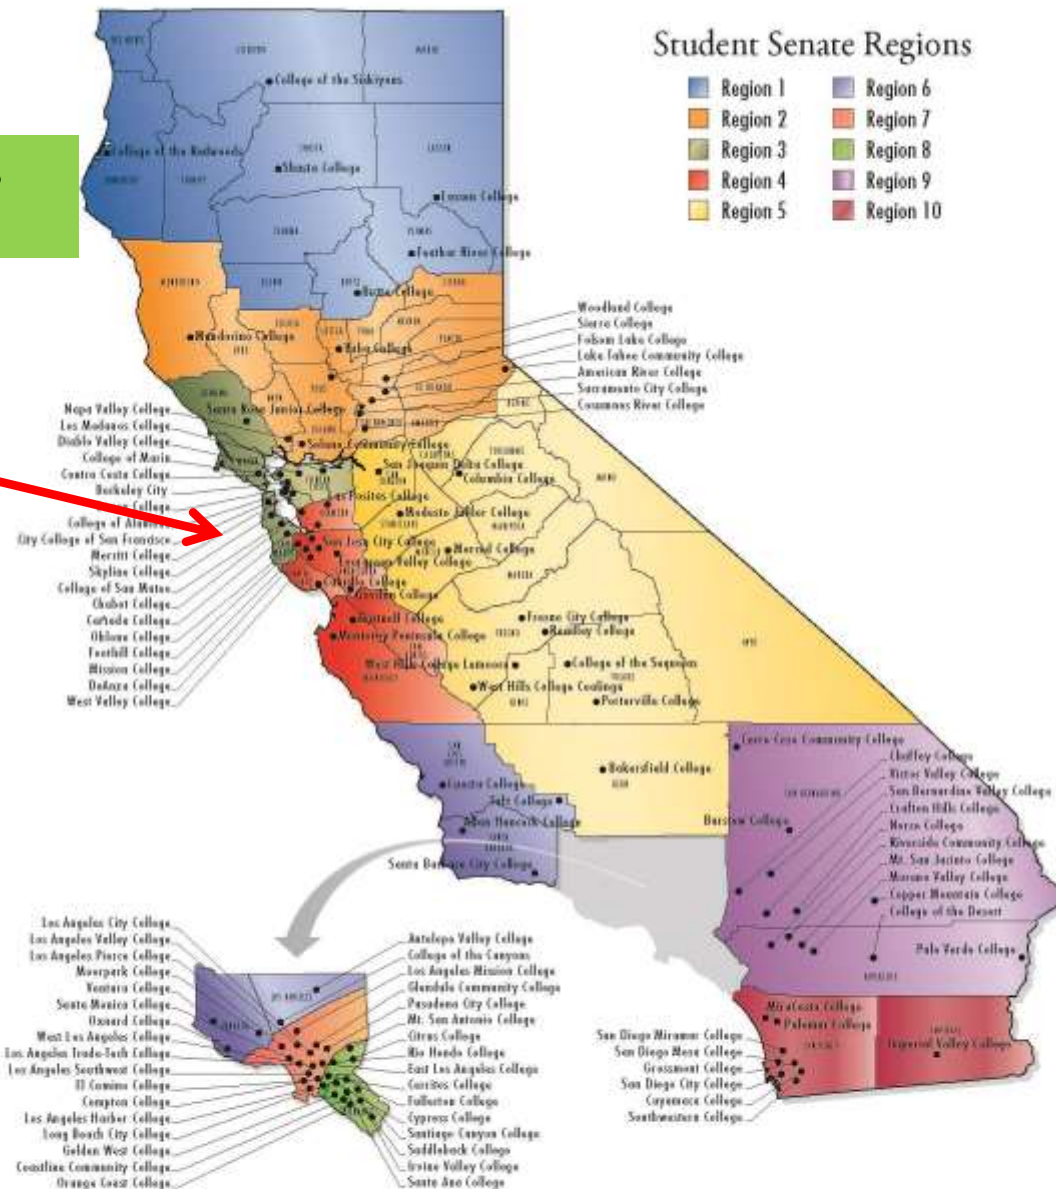 Student Senate Regions
Region 1
Region 2
Region 3
Region 4
Region 5
Region 6
Region 7
Region 8
Region 9
Region 10
College of the Siskiyous
College of the Redwoods
Shasta College
Lassen College
Feather River College
Butte College
Mendocino College
Yuba College
Woodland College
Sierra College
Folsom Lake College
Lake Tahoe Community College
American River College
Sacramento City College
Cosumnes River College
Santa Rosa Junior College
Solano Community College
Napa Valley College
Los Medanos College
Diablo Valley College
College of Marin
Contra Costa College
Berkeley City
College
College of Alameda
City College of San Francisco
Merritt College
Skyline College
College of San Mateo
Chabot College
Cañada College
Ohlone College
Foothill College
Mission College
DeAnza College
West Valley College
San Joaquin Delta College
Columbia College
Las Positas College
Modesto Junior College
San Jose City College
Merced College
Evergreen Valley College
Cabrillo College
Gavilan College
Hartnell College
Monterey Peninsula College
Fresno City College
Reedley College
West Hills College Lemoore
College of the Sequoias
West Hills College Coalinga
Porterville College
Cerro Coso Community College
Bakersfield College
Cuesta College
Taft College
Allan Hancock College
Santa Barbara City College
Chaffey College
Victor Valley College
San Bernardino Valley College
Crafton Hills College
Norco College
Riverside Community College
Mt. San Jacinto College
Moreno Valley College
Copper Mountain College
College of the Desert
Barstow College
Palo Verde College
MiraCosta College
Palomar College
Imperial Valley College
San Diego Miramar College
San Diego Mesa College
Grossmont College
San Diego City College
Cuyamaca College
Southwestern College
Los Angeles City College
Los Angeles Valley College
Los Angeles Pierce College
Moorpark College
Ventura College
Santa Monica College
Oxnard College
West Los Angeles College
Los Angeles Trade-Tech College
Los Angeles Southwest College
El Camino College
Compton College
Los Angeles Harbor College
Long Beach City College
Golden West College
Coastline Community College
Orange Coast College
Antelope Valley College
College of the Canyons
Los Angeles Mission College
Glendale Community College
Pasadena City College
Mt. San Antonio College
Citrus College
Rio Hondo College
East Los Angeles College
Cerritos College
Fullerton College
Cypress College
Santiago Canyon College
Saddleback College
Irvine Valley College
Santa Ana College